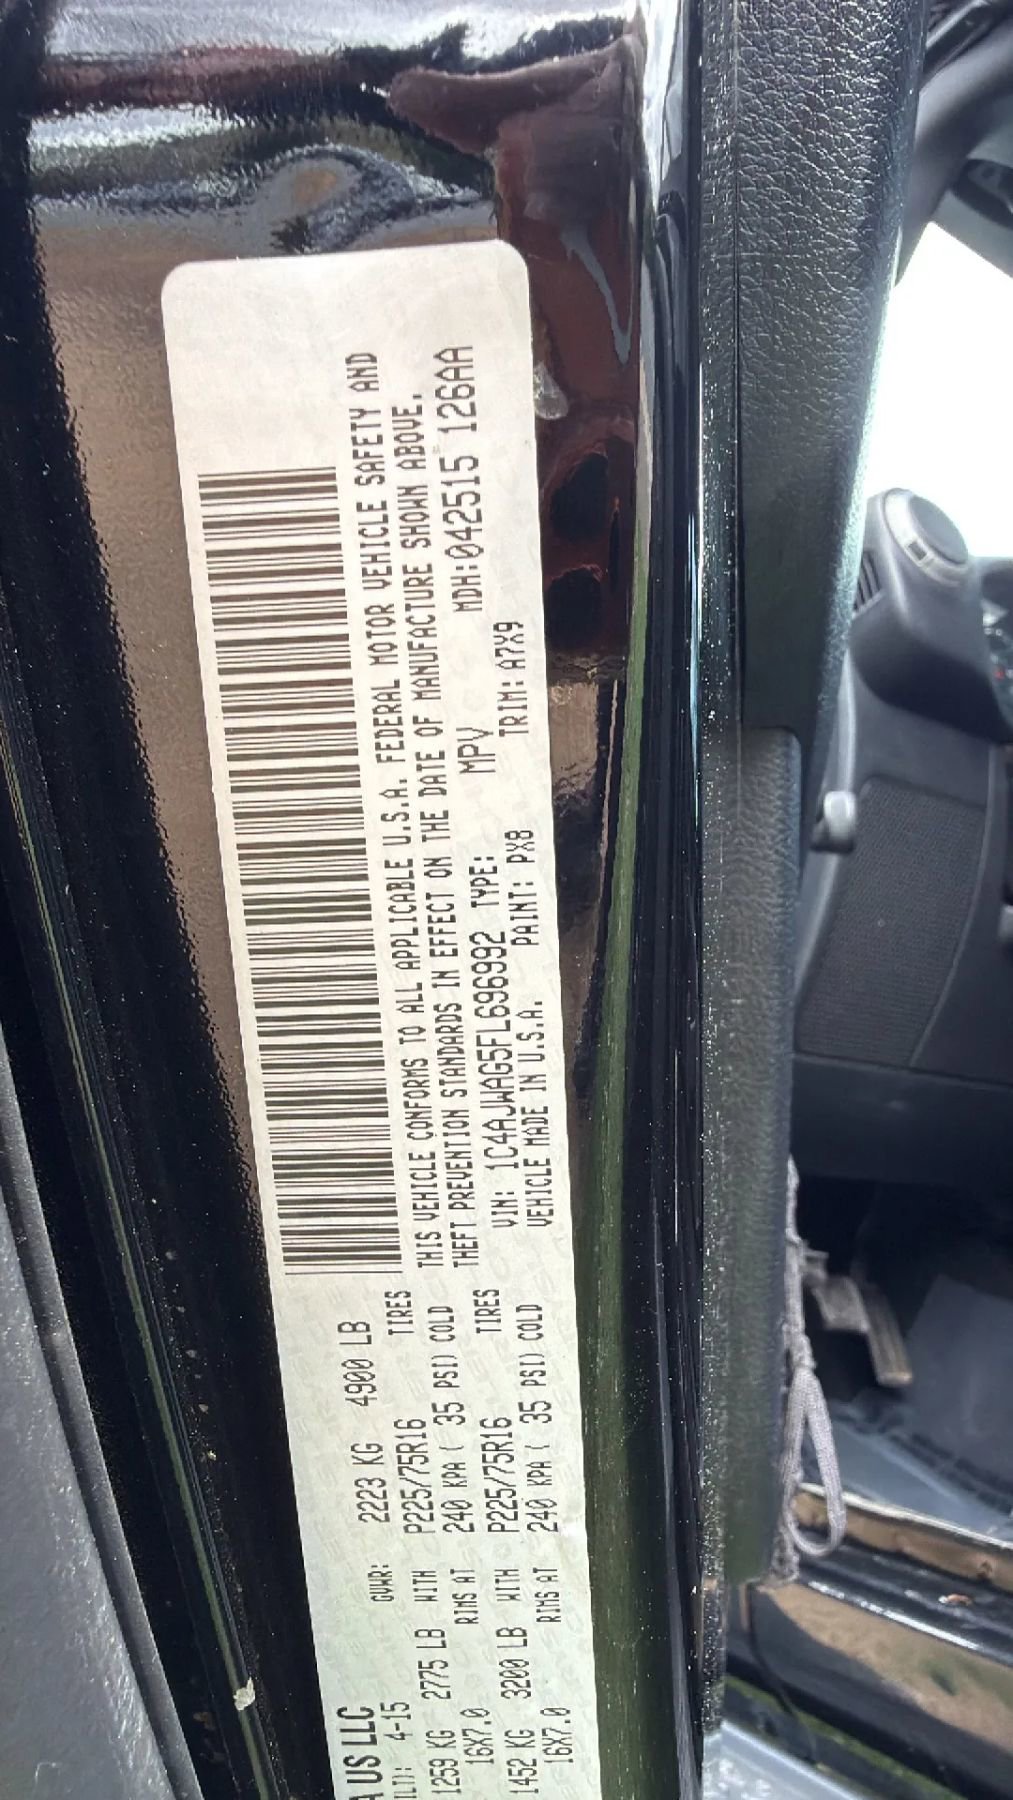 A US LLC
ILI): 4-15 GVWR: 2223 KG 4900 LB
1259 KG 2775 LB WITH P225/75R16 TIRES
16X7.0 RIMS AT 240 KPA ( 35 PSI) COLD
1452 KG 3200 LB WITH P225/75R16 TIRES
16X7.0 RIMS AT 240 KPA ( 35 PSI) COLD
THIS VEHICLE CONFORMS TO ALL APPLICABLE U.S.A. FEDERAL MOTOR VEHICLE SAFETY AND
THEFT PREVENTION STANDARDS IN EFFECT ON THE DATE OF MANUFACTURE SHOWN ABOVE.
VIN: 1C4AJWAG5FL696992 TYPE: MPV MDH:042515 126AA
VEHICLE MADE IN U.S.A. PAINT: PX8 TRIM: A7X9